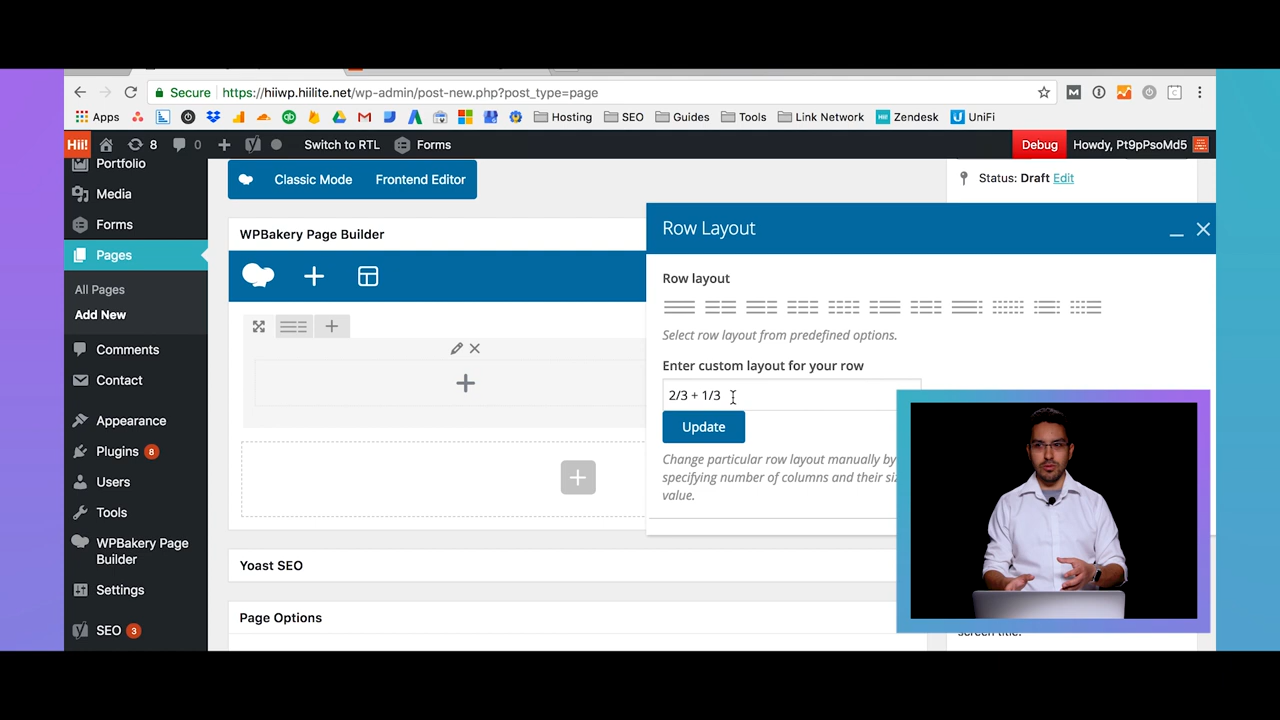 Secure https://hiiwp.hiilite.net/wp-admin/post-new.php?post_type=page
Apps Hosting SEO Guides Tools Link Network Hii! Zendesk UniFi
Hii! 8 0 Switch to RTL Forms Debug Howdy, Pt9pPsoMd5
Portfolio
Media
Forms
Pages
All Pages
Add New
Comments
Contact
Appearance
Plugins 8
Users
Tools
WPBakery Page
Builder
Settings
SEO 3
Classic Mode Frontend Editor
Status: Draft Edit
WPBakery Page Builder
Row Layout
Row layout
Select row layout from predefined options.
Enter custom layout for your row
2/3 + 1/3
Update
Change particular row layout manually by
specifying number of columns and their
value.
Yoast SEO
Page Options
screen title.